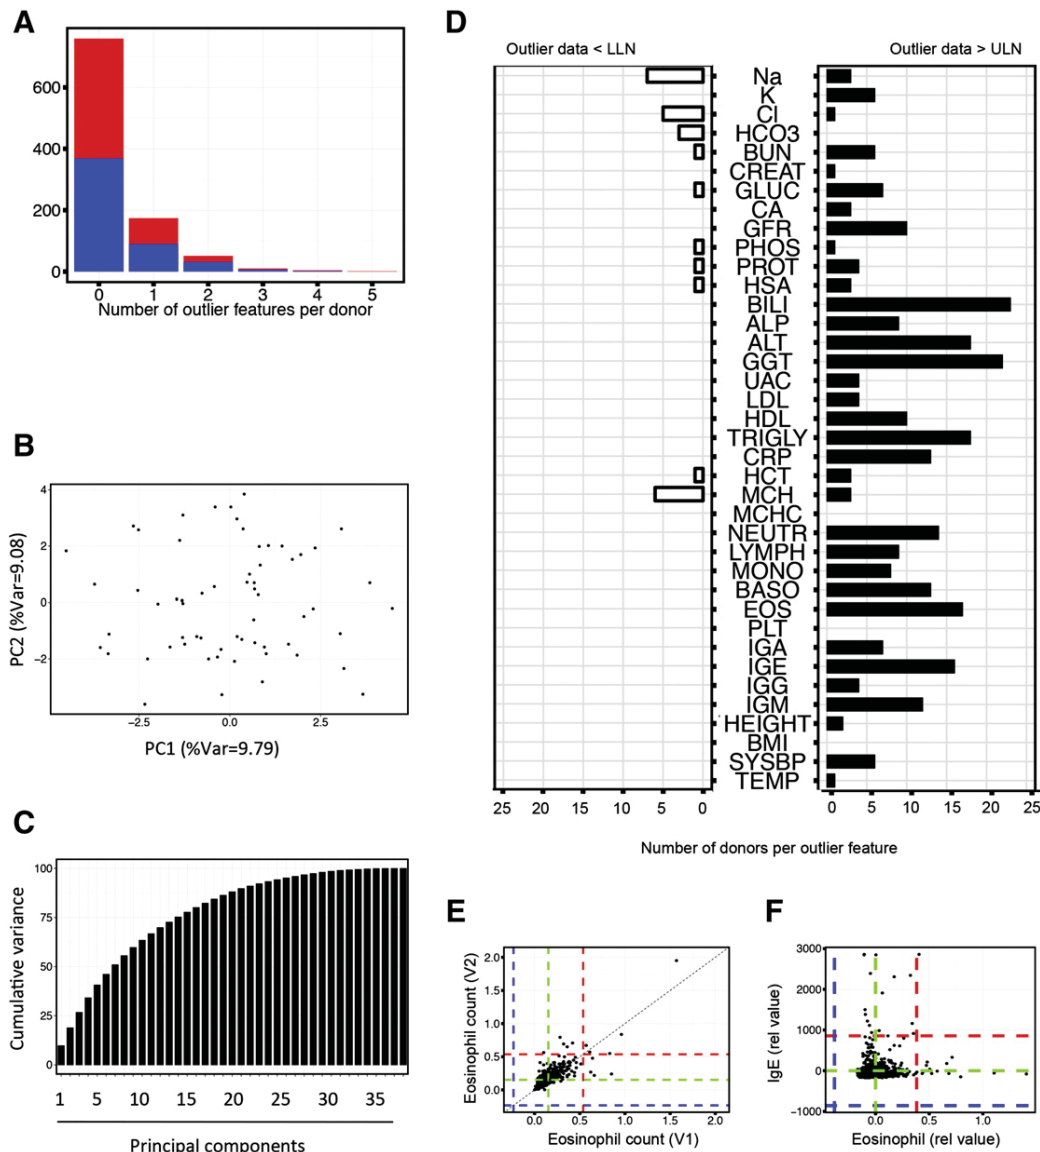 A
600
400
200
0
0 1 2 3 4 5
Number of outlier features per donor
B
4
2
0
−2
−2.5 0.0 2.5
PC2 (%Var=9.08)
PC1 (%Var=9.79)
C
100
75
50
25
0
Cumulative variance
1 5 10 15 20 25 30 35
Principal components
D
Outlier data < LLN Outlier data > ULN
Na
K
Cl
HCO3
BUN
CREAT
GLUC
CA
GFR
PHOS
PROT
HSA
BILI
ALP
ALT
GGT
UAC
LDL
HDL
TRIGLY
CRP
HCT
MCH
MCHC
NEUTR
LYMPH
MONO
BASO
EOS
PLT
IGA
IGE
IGG
IGM
HEIGHT
BMI
SYSBP
TEMP
25 20 15 10 5 0 0 5 10 15 20 25
Number of donors per outlier feature
E
2.0
1.5
1.0
0.5
0.0
Eosinophil count (V2)
0.0 0.5 1.0 1.5 2.0
Eosinophil count (V1)
F
3000
2000
1000
0
−1000
IgE (rel value)
0.0 0.5 1.0
Eosinophil (rel value)